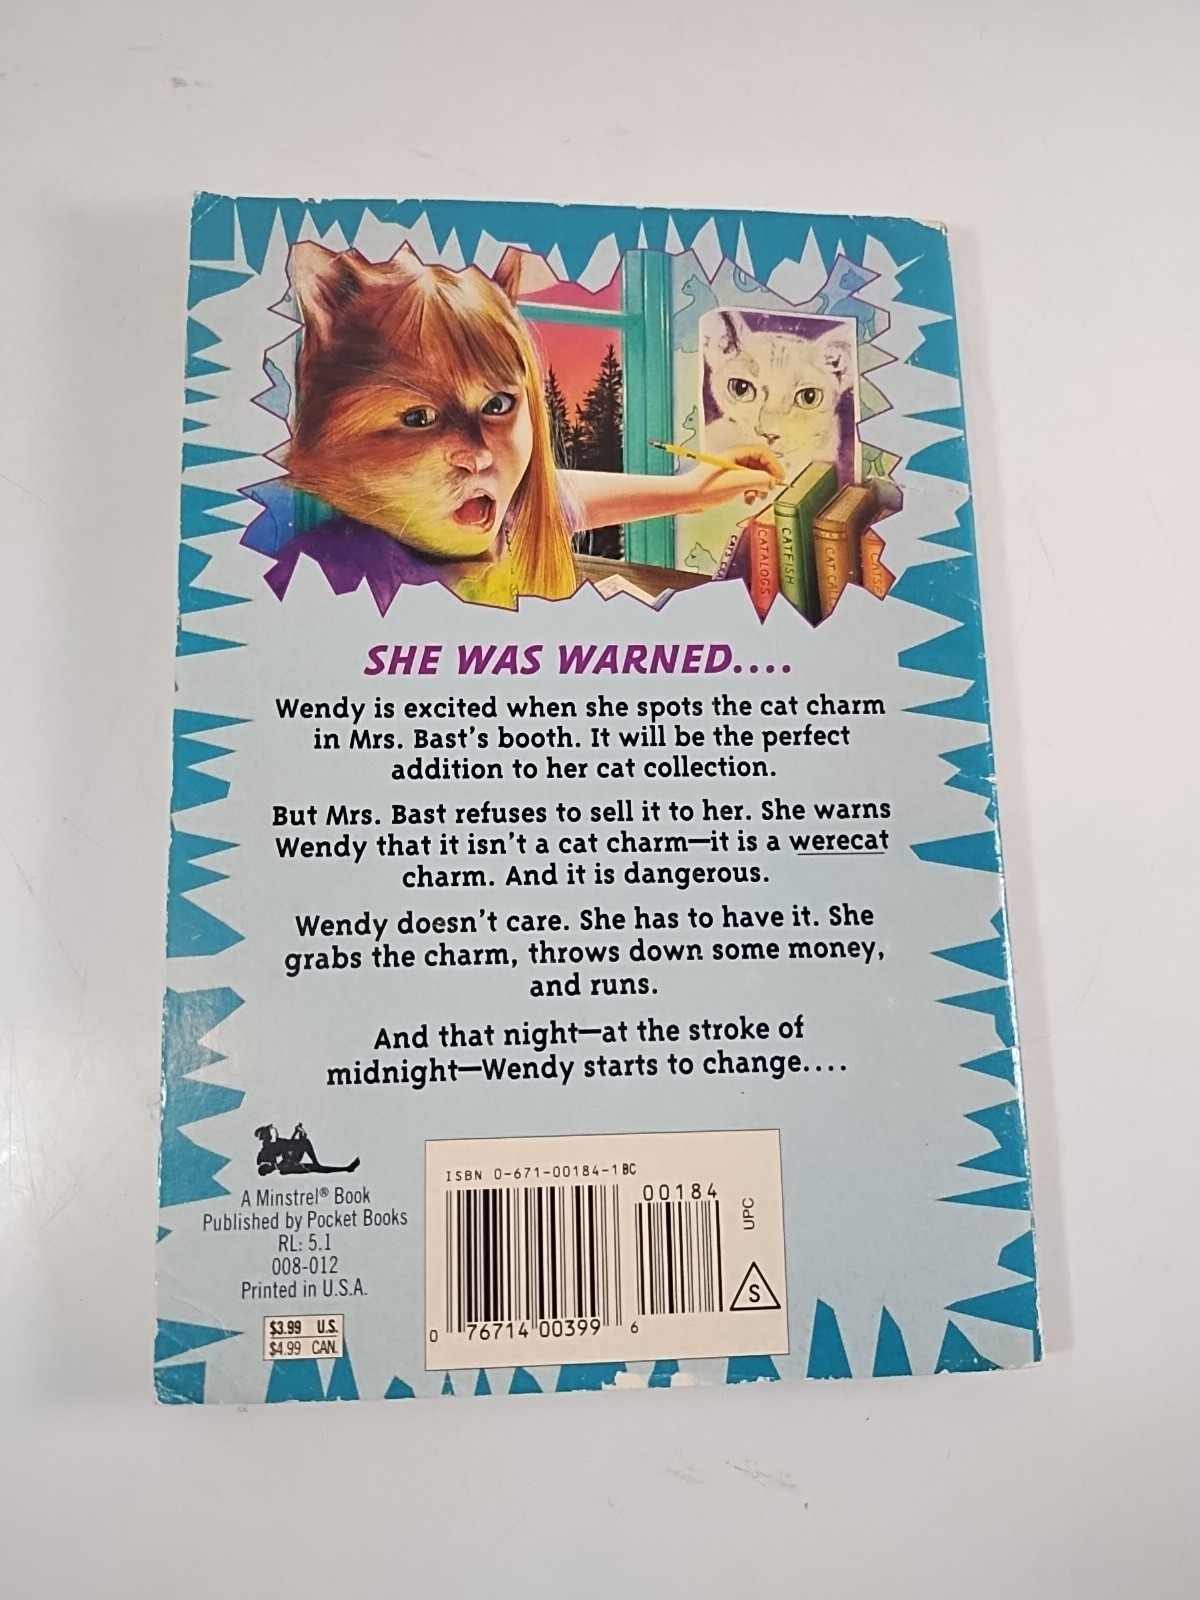 CATS
CATALOGS
CATFISH
CAT
CATS
SHE WAS WARNED....
Wendy is excited when she spots the cat charm
in Mrs. Bast's booth. It will be the perfect
addition to her cat collection.
But Mrs. Bast refuses to sell it to her. She warns
Wendy that it isn't a cat charm—it is a werecat
charm. And it is dangerous.
Wendy doesn't care. She has to have it. She
grabs the charm, throws down some money,
and runs.
And that night—at the stroke of
midnight—Wendy starts to change....
A Minstrel® Book
Published by Pocket Books
RL: 5.1
008-012
Printed in U.S.A.
$3.99 U.S.
$4.99 CAN.
ISBN 0-671-00184-1 BC
00184
UPC
S
0 76714 00399 6